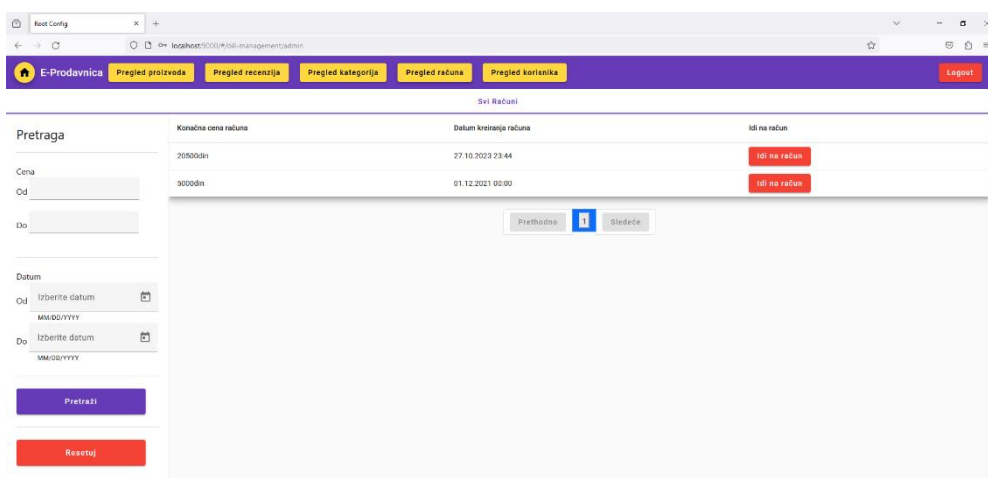 Root Config
localhost:9000/#/bill-management/admin
E-Prodavnica Pregled proizvoda Pregled recenzija Pregled kategorija Pregled računa Pregled korisnika Logout
Svi Računi
Pretraga
Konačna cena računa Datum kreiranja računa Idi na račun
20500din 27.10.2023 23:44 Idi na račun
5000din 01.12.2021 00:00 Idi na račun
Prethodno 1 Sledeće
Cena
Od
Do
Datum
Od Izberite datum
MM/DD/YYYY
Do Izberite datum
MM/DD/YYYY
Pretraži
Resetuj